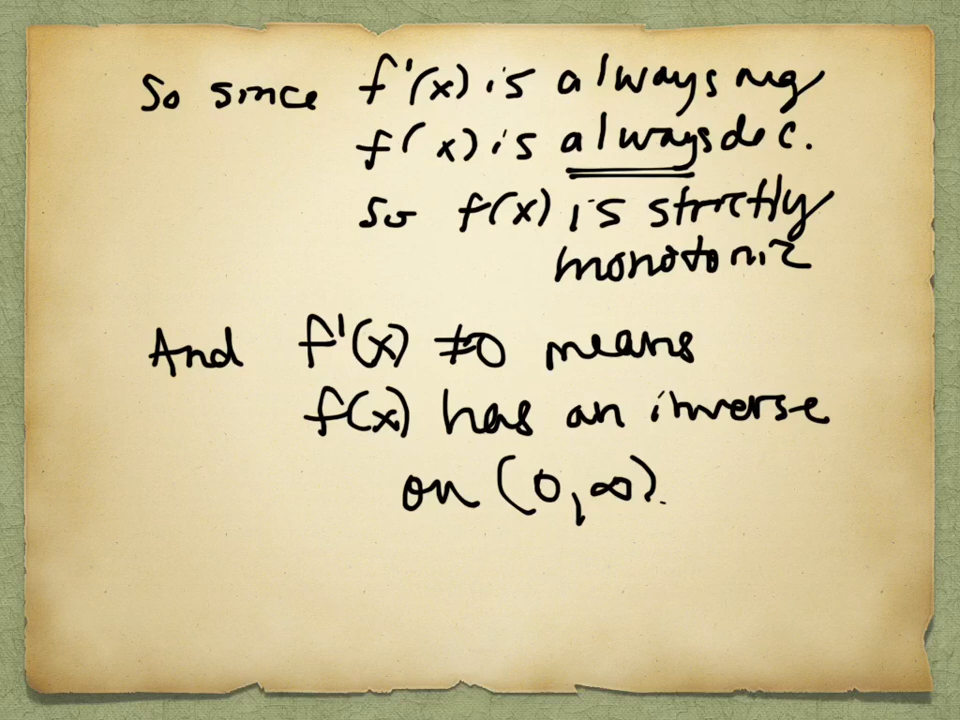 So since f'(x) is always neg
f(x) is always dec.
so f(x) is strictly
monotonic
And f'(x) ≠0 means
f(x) has an inverse
on (0,∞).